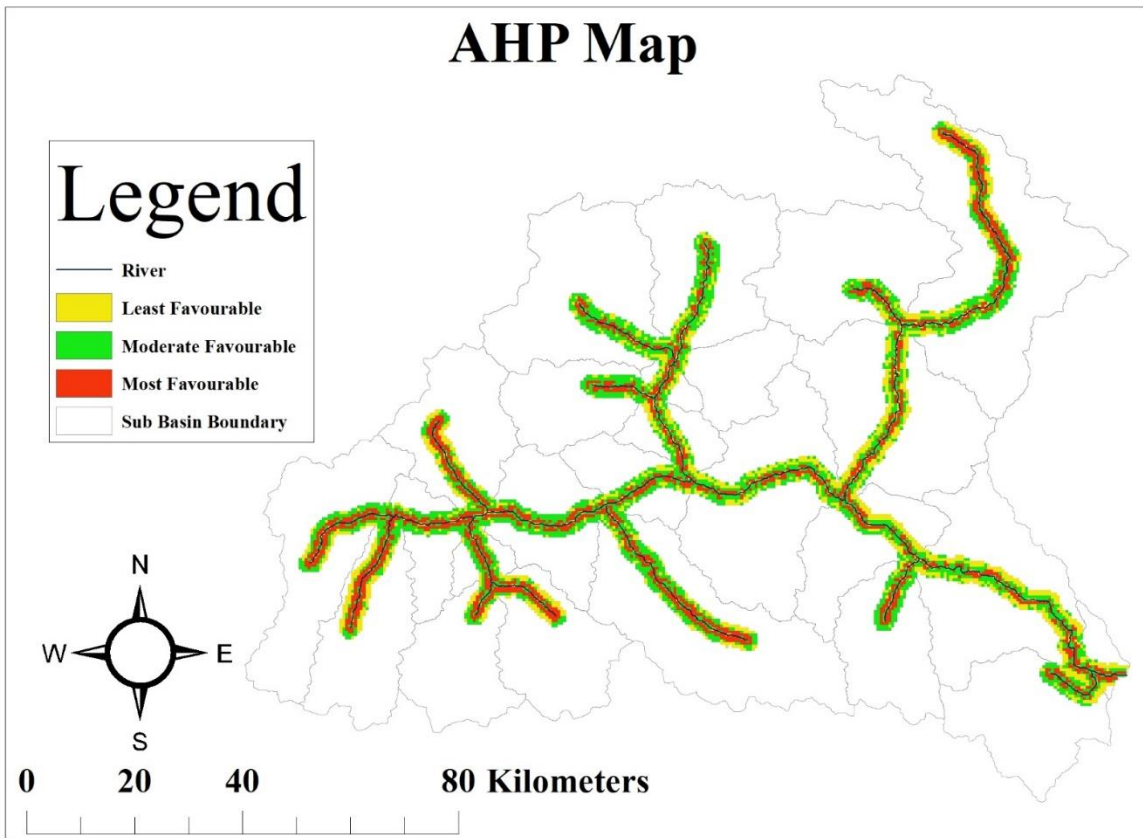 AHP Map
Legend
River
Least Favourable
Moderate Favourable
Most Favourable
Sub Basin Boundary
N
W E
S
0 20 40 80 Kilometers